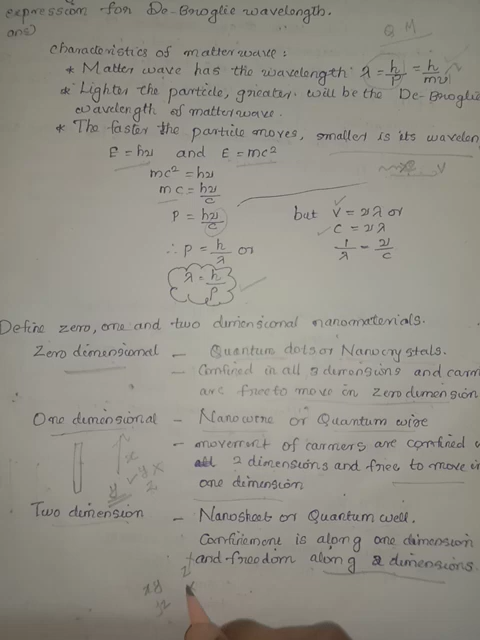 expression for De-Broglie wavelength.
ans)
Q M
characteristics of matterwave:
* Matter wave has the wavelength λ = h/p = h/mv
* Lighter the particle, greater will be the De-Broglie
wavelength of matterwave.
* The faster the particle moves, smaller is its wavelen
E = hν and E = mc²
mc² = hν
mc = hν/c
P = hν/c but V = νλ or
c = νλ
∴ P = h/λ or 1/λ = ν/c
λ = h/p
Define zero, one and two dimensional nanomaterials.
Zero dimensional – Quantum dots or Nanocrystals.
– Confined in all 3 dimensions and carri
are free to move in zero dimension
One dimensional – Nanowire or Quantum wire
– movement of carriers are confined
2 dimensions and free to move in
one dimension
x
y ✓ y x
z
Two dimension – Nanosheet or Quantum well.
Confinement is along one dimension
and freedom along 2 dimensions.
z
xy